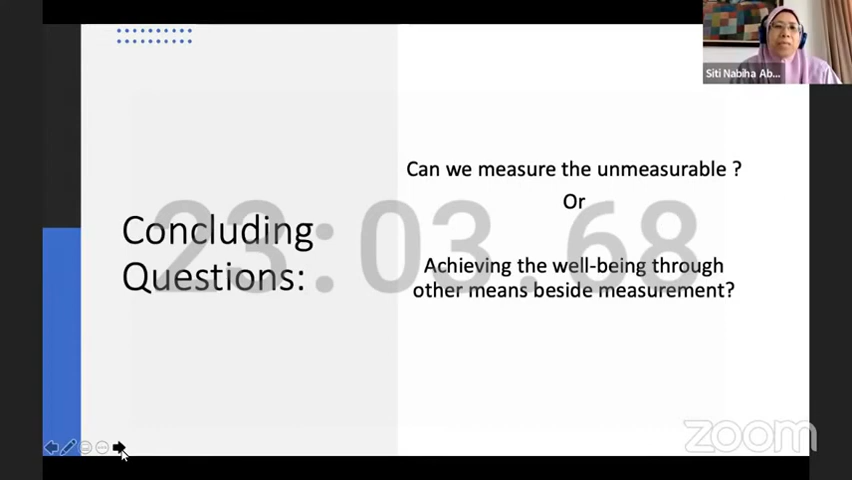 Siti Nabiha Ab...
Can we measure the unmeasurable ?
Or
23:03.68
Concluding
Questions:
Achieving the well-being through
other means beside measurement?
zoom